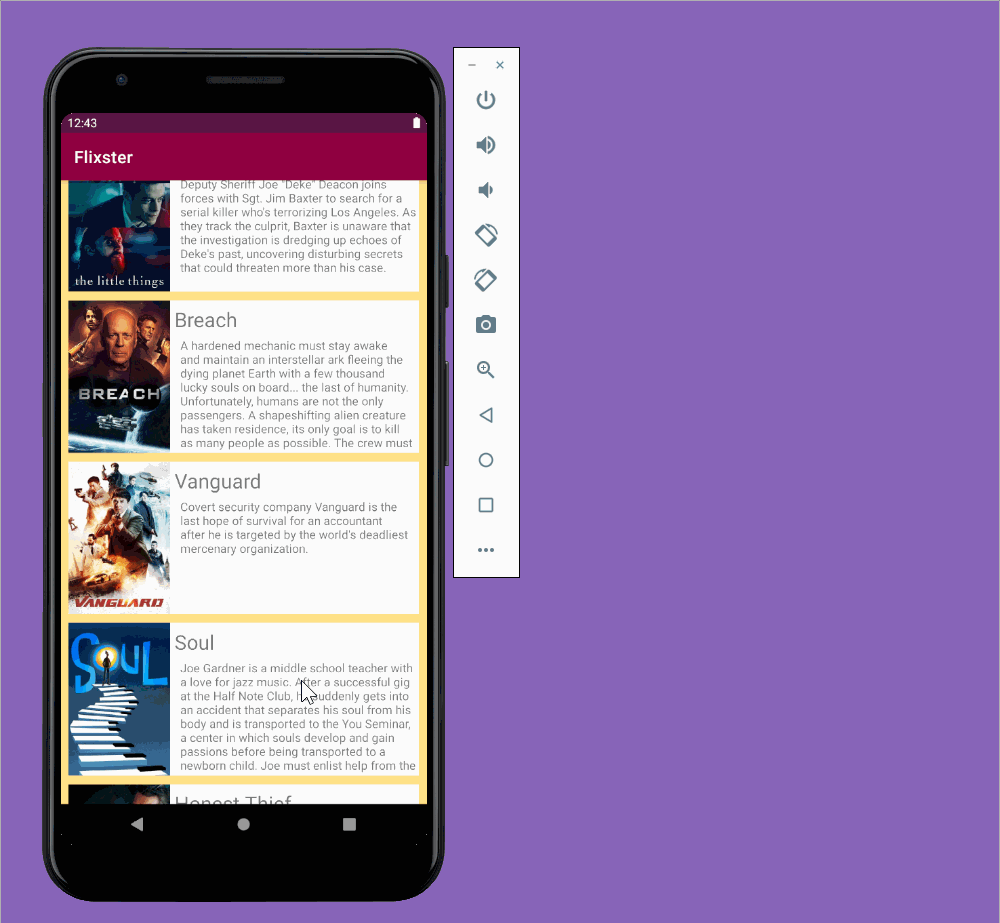 12:43
Flixster
Deputy Sheriff Joe "Deke" Deacon joins
forces with Sgt. Jim Baxter to search for a
serial killer who's terrorizing Los Angeles. As
they track the culprit, Baxter is unaware that
the investigation is dredging up echoes of
Deke's past, uncovering disturbing secrets
that could threaten more than his case.
the little things
Breach
A hardened mechanic must stay awake
and maintain an interstellar ark fleeing the
dying planet Earth with a few thousand
lucky souls on board... the last of humanity.
Unfortunately, humans are not the only
passengers. A shapeshifting alien creature
has taken residence, its only goal is to kill
as many people as possible. The crew must
BREACH
Vanguard
Covert security company Vanguard is the
last hope of survival for an accountant
after he is targeted by the world's deadliest
mercenary organization.
VANGUARD
Soul
Joe Gardner is a middle school teacher with
a love for jazz music. After a successful gig
at the Half Note Club, suddenly gets into
an accident that separates his soul from his
body and is transported to the You Seminar,
a center in which souls develop and gain
passions before being transported to a
newborn child. Joe must enlist help from the
SOUL
Honest Thief